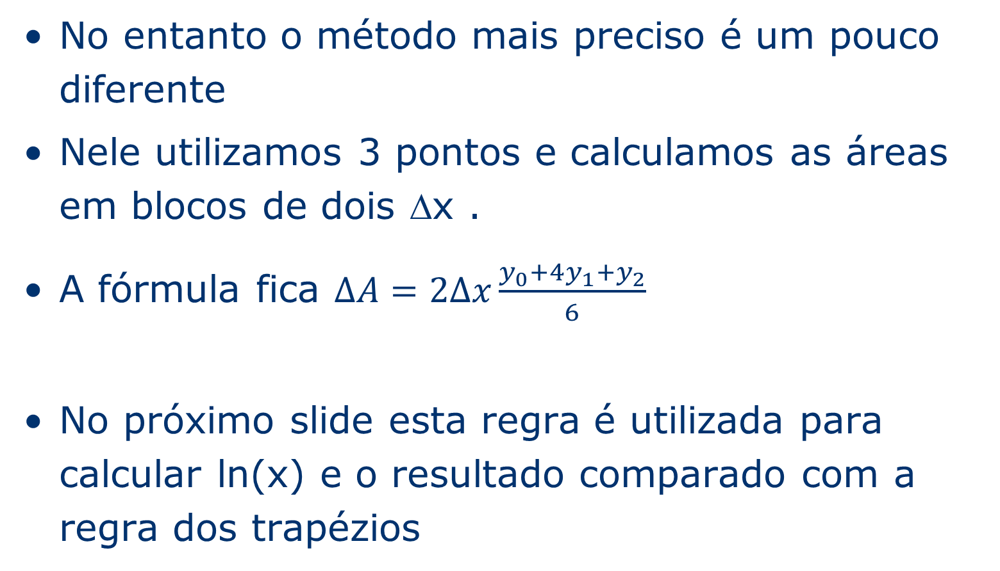 • No entanto o método mais preciso é um pouco
diferente
• Nele utilizamos 3 pontos e calculamos as áreas
em blocos de dois Δx .
• A fórmula fica $\Delta A = 2\Delta x \frac{y_0+4y_1+y_2}{6}$
• No próximo slide esta regra é utilizada para
calcular ln(x) e o resultado comparado com a
regra dos trapézios